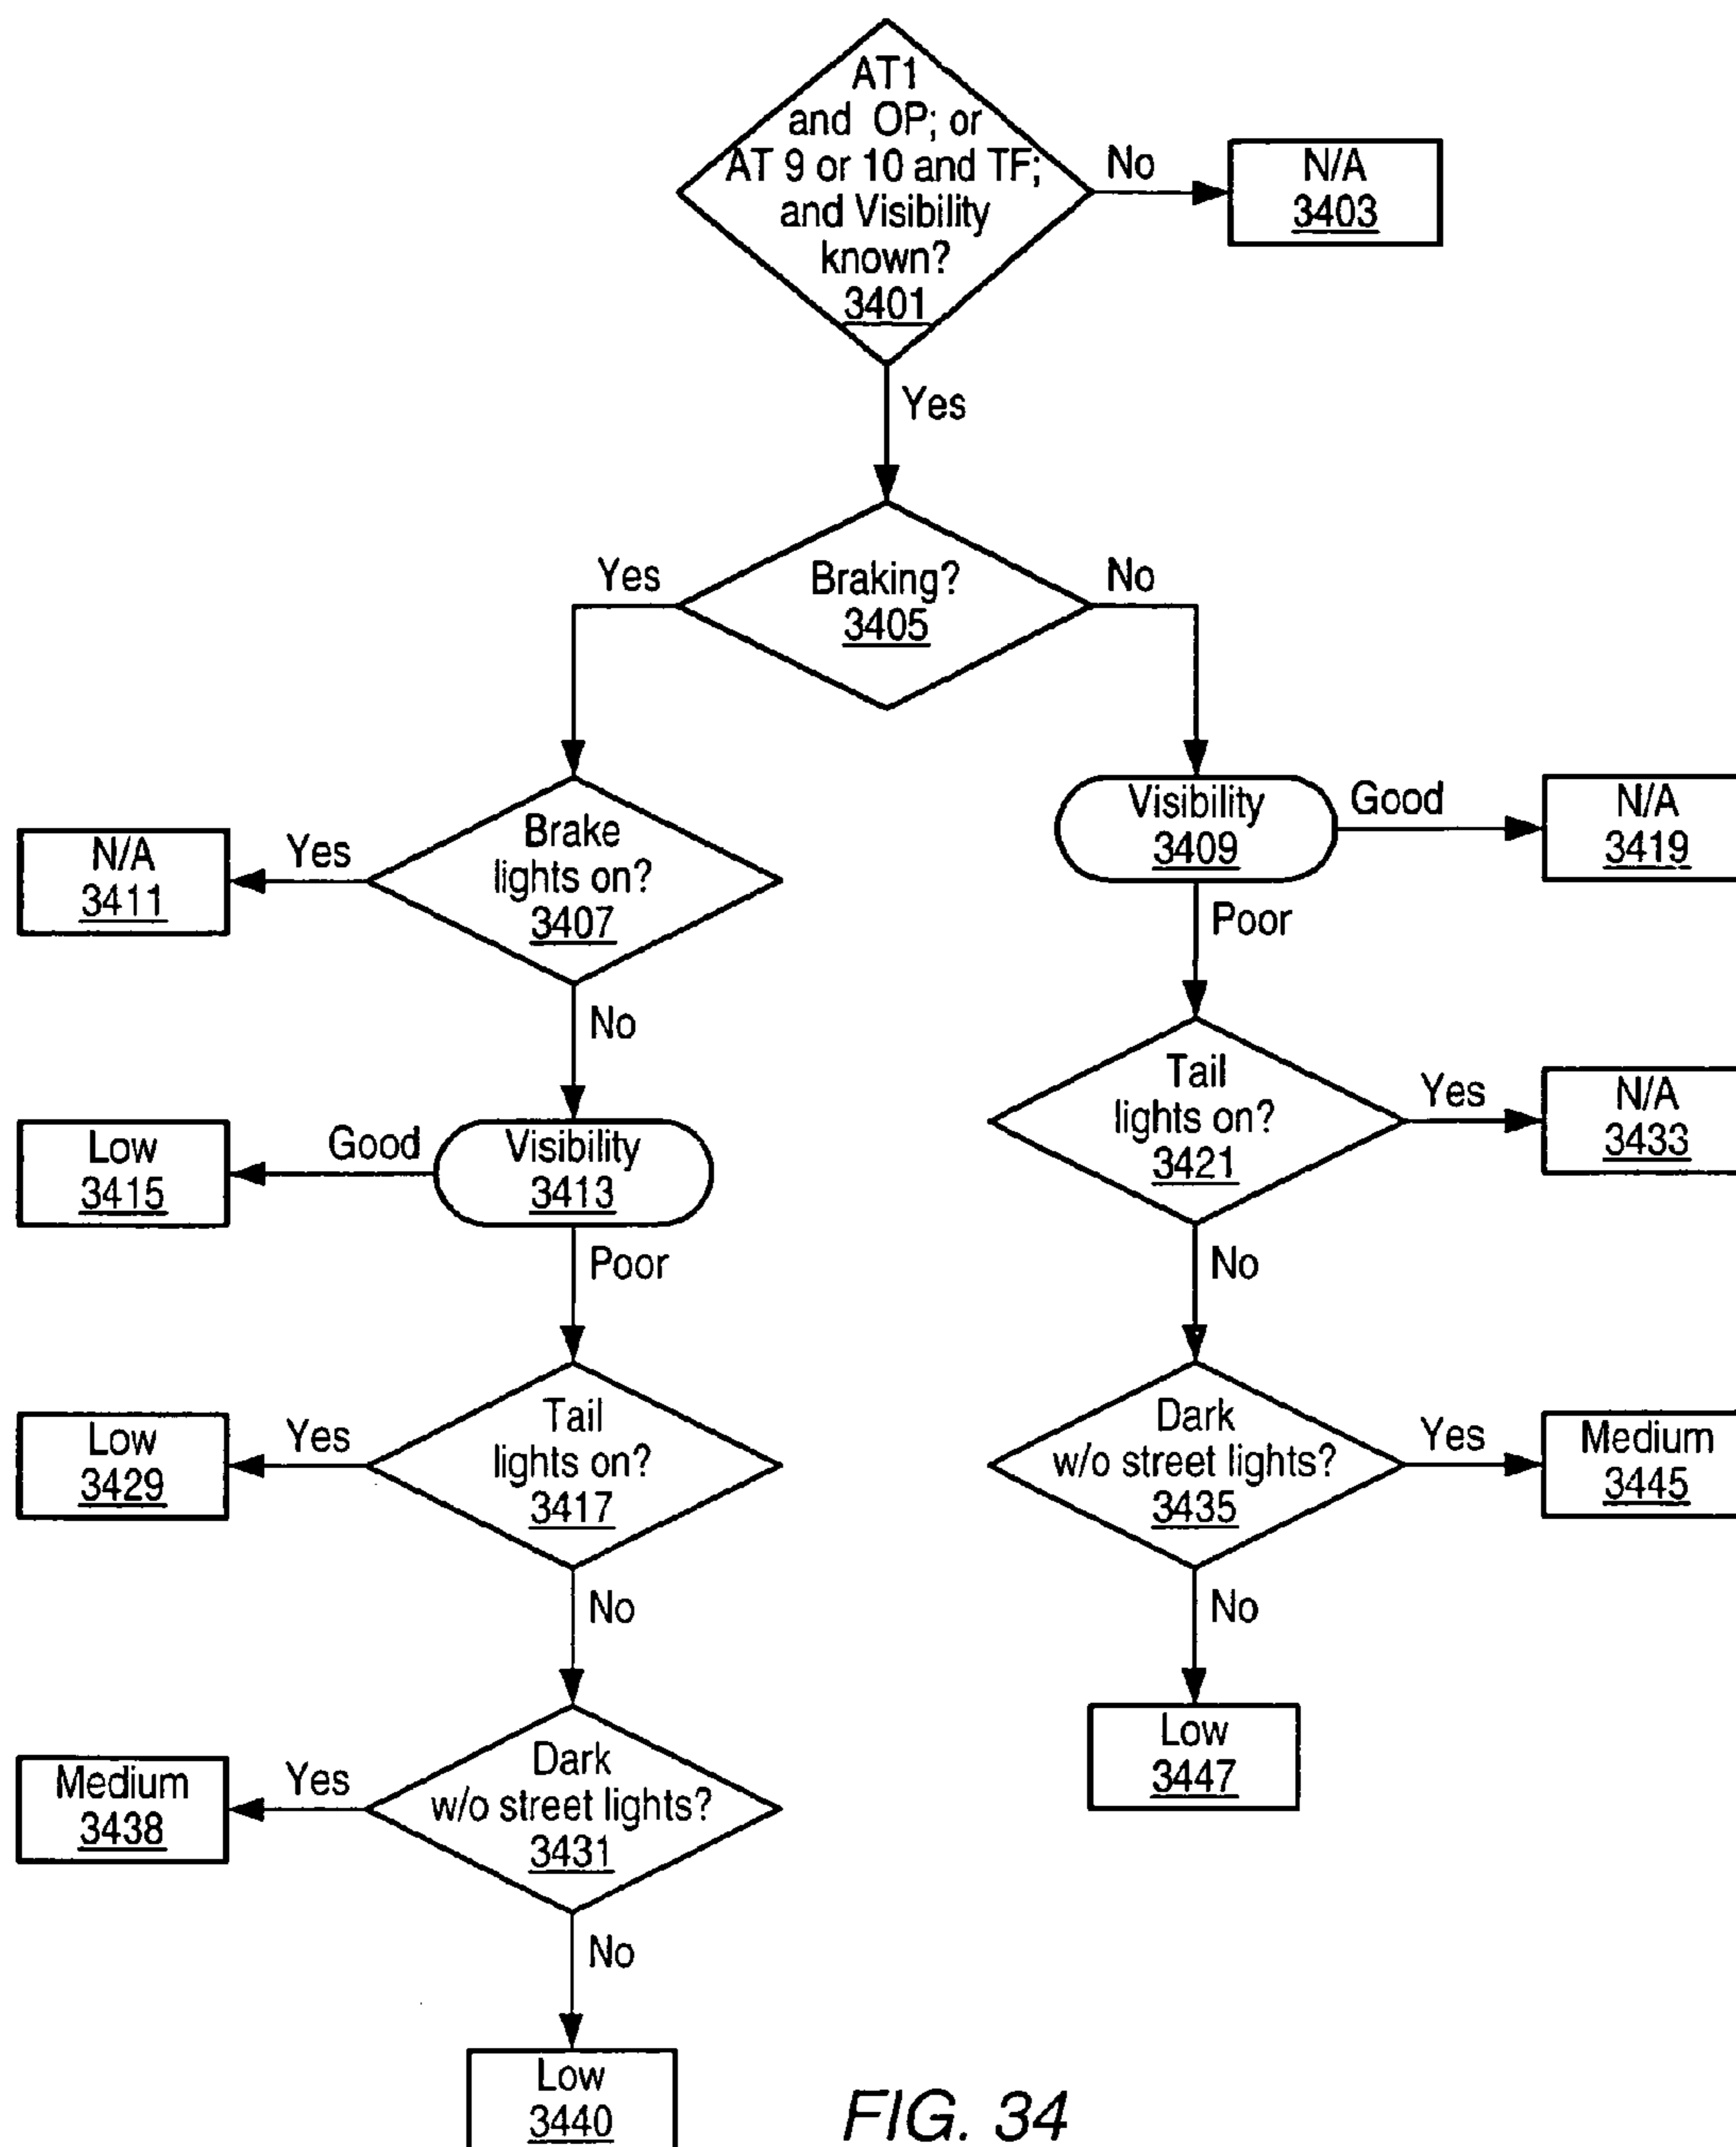 AT1
and OP; or
AT 9 or 10 and TF;
and Visibility
known?
3401
No
N/A
3403
Yes
Braking?
3405
Yes
No
Brake
lights on?
3407
Yes
N/A
3411
Visibility
3409
Good
N/A
3419
No
Poor
Visibility
3413
Good
Low
3415
Tail
lights on?
3421
Yes
N/A
3433
Poor
No
Tail
lights on?
3417
Yes
Low
3429
Dark
w/o street lights?
3435
Yes
Medium
3445
No
No
Dark
w/o street lights?
3431
Yes
Medium
3438
Low
3447
No
Low
3440
FIG. 34